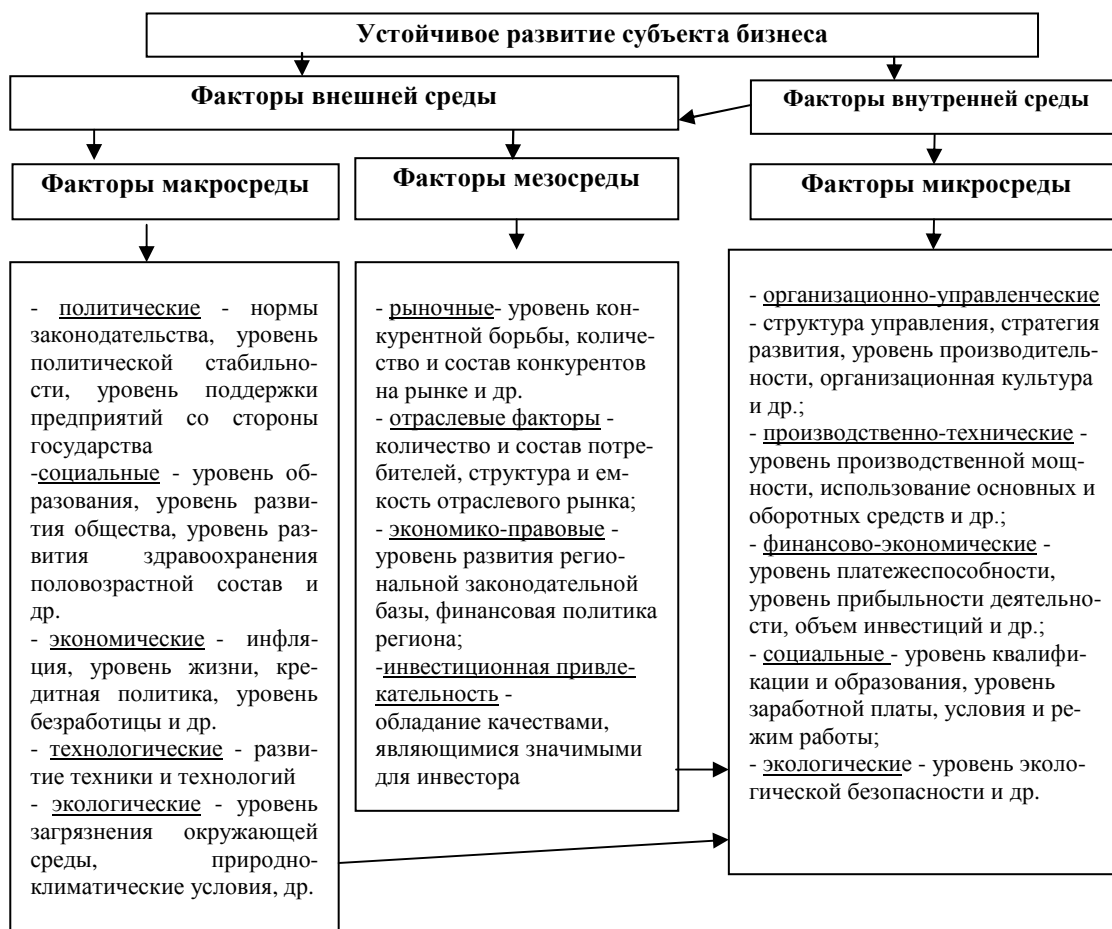 Устойчивое развитие субъекта бизнеса
Факторы внешней среды
Факторы внутренней среды
Факторы макросреды
Факторы мезосреды
Факторы микросреды
- политические - нормы
законодательства, уровень
политической стабильно-
сти, уровень поддержки
предприятий со стороны
государства
-социальные - уровень об-
разования, уровень разви-
тия общества, уровень раз-
вития здравоохранения
половозрастной состав и
др.
- экономические - инфля-
ция, уровень жизни, кре-
дитная политика, уровень
безработицы и др.
- технологические - разви-
тие техники и технологий
- экологические - уровень
загрязнения окружающей
среды, природно-
климатические условия, др.
- рыночные- уровень кон-
курентной борьбы, количе-
ство и состав конкурентов
на рынке и др.
- отраслевые факторы -
количество и состав потре-
бителей, структура и ем-
кость отраслевого рынка;
- экономико-правовые -
уровень развития регио-
нальной законодательной
базы, финансовая политика
региона;
-инвестиционная привле-
кательность -
обладание качествами,
являющимися значимыми
для инвестора
- организационно-управленческие
- структура управления, стратегия
развития, уровень производитель-
ности, организационная культура
и др.;
- производственно-технические -
уровень производственной мощ-
ности, использование основных и
оборотных средств и др.;
- финансово-экономические -
уровень платежеспособности,
уровень прибыльности деятельно-
сти, объем инвестиций и др.;
- социальные - уровень квалифи-
кации и образования, уровень
заработной платы, условия и ре-
жим работы;
- экологические - уровень эколо-
гической безопасности и др.